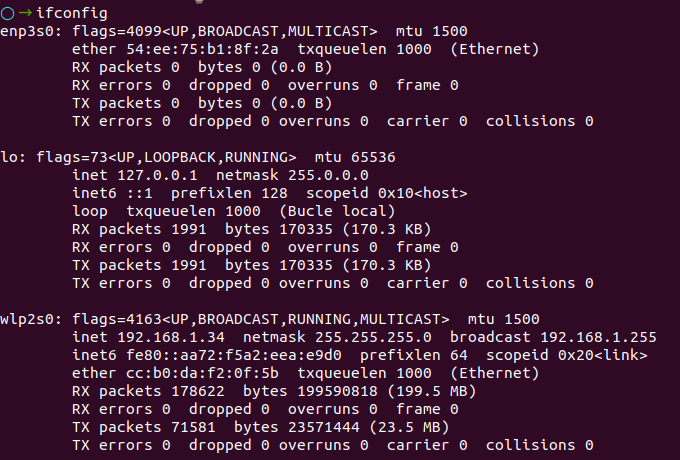 ○ → ifconfig
enp3s0: flags=4099<UP,BROADCAST,MULTICAST>  mtu 1500
        ether 54:ee:75:b1:8f:2a  txqueuelen 1000  (Ethernet)
        RX packets 0  bytes 0 (0.0 B)
        RX errors 0  dropped 0  overruns 0  frame 0
        TX packets 0  bytes 0 (0.0 B)
        TX errors 0  dropped 0 overruns 0  carrier 0  collisions 0

lo: flags=73<UP,LOOPBACK,RUNNING>  mtu 65536
        inet 127.0.0.1  netmask 255.0.0.0
        inet6 ::1  prefixlen 128  scopeid 0x10<host>
        loop  txqueuelen 1000  (Bucle local)
        RX packets 1991  bytes 170335 (170.3 KB)
        RX errors 0  dropped 0  overruns 0  frame 0
        TX packets 1991  bytes 170335 (170.3 KB)
        TX errors 0  dropped 0 overruns 0  carrier 0  collisions 0

wlp2s0: flags=4163<UP,BROADCAST,RUNNING,MULTICAST>  mtu 1500
        inet 192.168.1.34  netmask 255.255.255.0  broadcast 192.168.1.255
        inet6 fe80::aa72:f5a2:eea:e9d0  prefixlen 64  scopeid 0x20<link>
        ether cc:b0:da:f2:0f:5b  txqueuelen 1000  (Ethernet)
        RX packets 178622  bytes 199590818 (199.5 MB)
        RX errors 0  dropped 0  overruns 0  frame 0
        TX packets 71581  bytes 23571444 (23.5 MB)
        TX errors 0  dropped 0 overruns 0  carrier 0  collisions 0